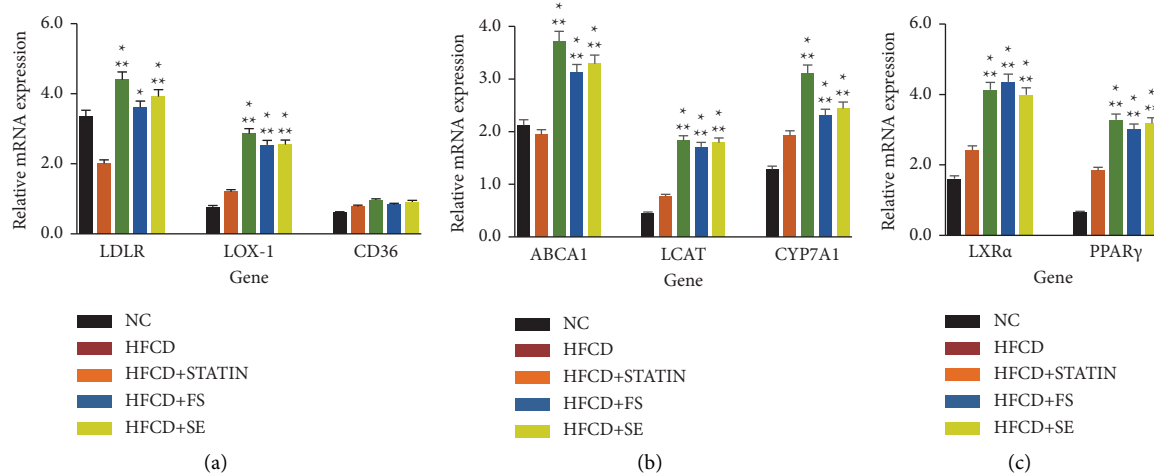 (a)
6.0
4.0
2.0
0.0
Relative mRNA expression
*
**
*
*
**
*
**
*
**
*
**
LDLR
LOX-1
CD36
Gene
NC
HFCD
HFCD+STATIN
HFCD+FS
HFCD+SE
(a)
(b)
4.0
3.0
2.0
1.0
0.0
Relative mRNA expression
*
**
*
**
*
**
*
**
*
**
*
**
*
**
*
**
*
**
ABCA1
LCAT
CYP7A1
Gene
NC
HFCD
HFCD+STATIN
HFCD+FS
HFCD+SE
(b)
(c)
6.0
4.0
2.0
0.0
Relative mRNA expression
*
**
*
**
*
**
*
**
*
**
*
**
LXRα
PPARγ
Gene
NC
HFCD
HFCD+STATIN
HFCD+FS
HFCD+SE
(c)